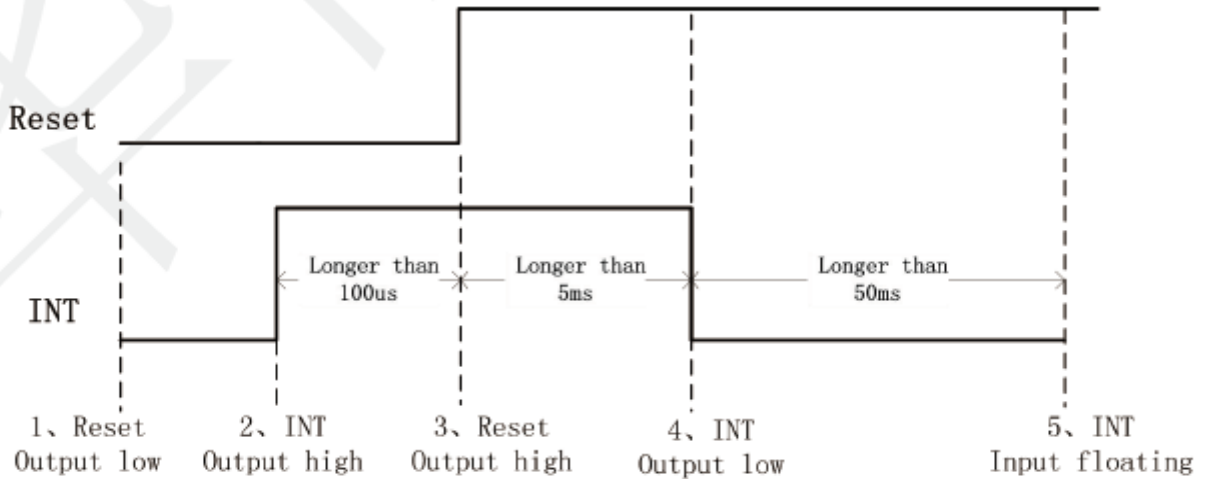 Reset
INT
Longer than
100us
Longer than
5ms
Longer than
50ms
1、Reset
Output low
2、INT
Output high
3、Reset
Output high
4、INT
Output low
5、INT
Input floating